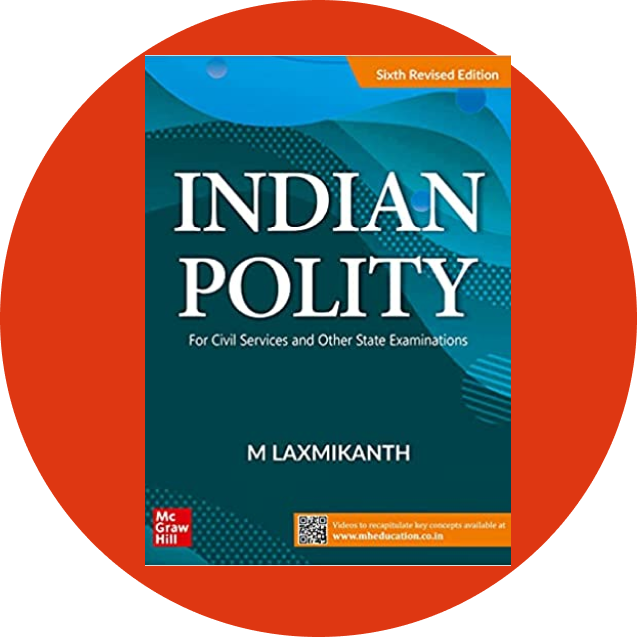 Sixth Revised Edition
INDIAN
POLITY
For Civil Services and Other State Examinations
M LAXMIKANTH
Mc
Graw
Hill
Videos to recapitulate key concepts available at
www.mheducation.co.in